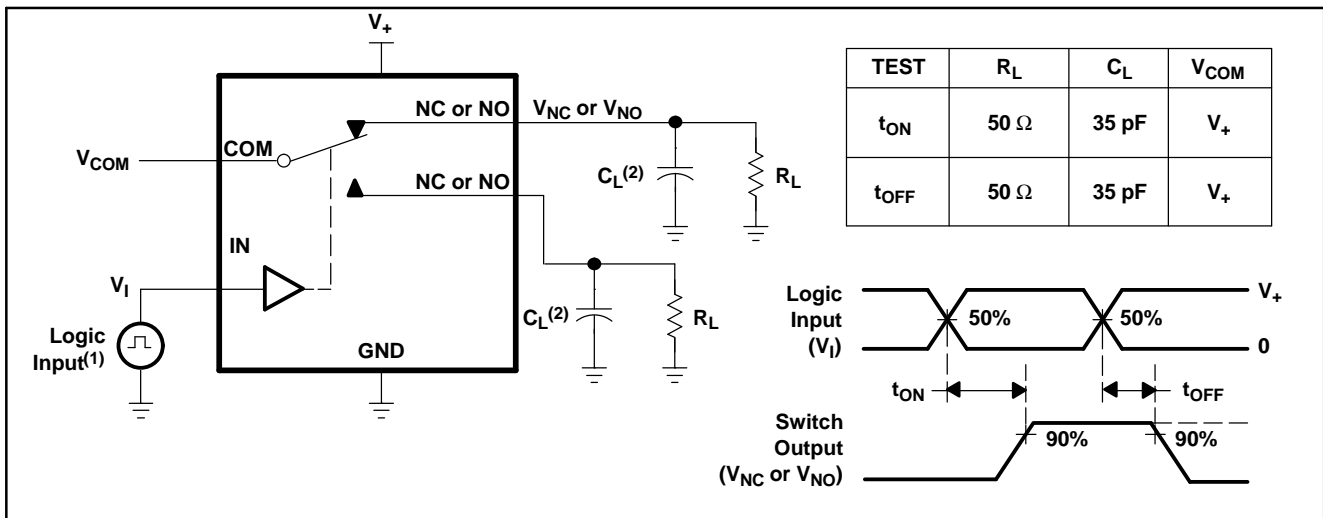 V+
NC or NO
VNC or VNO
VCOM
COM
CL(2)
RL
NC or NO
IN
VI
CL(2)
RL
Logic
Input(1)
GND
TEST RL CL VCOM
tON 50 Ω 35 pF V+
tOFF 50 Ω 35 pF V+
Logic
Input
(VI)
50%
50%
V+
0
tON
tOFF
Switch
Output
(VNC or VNO)
90%
90%